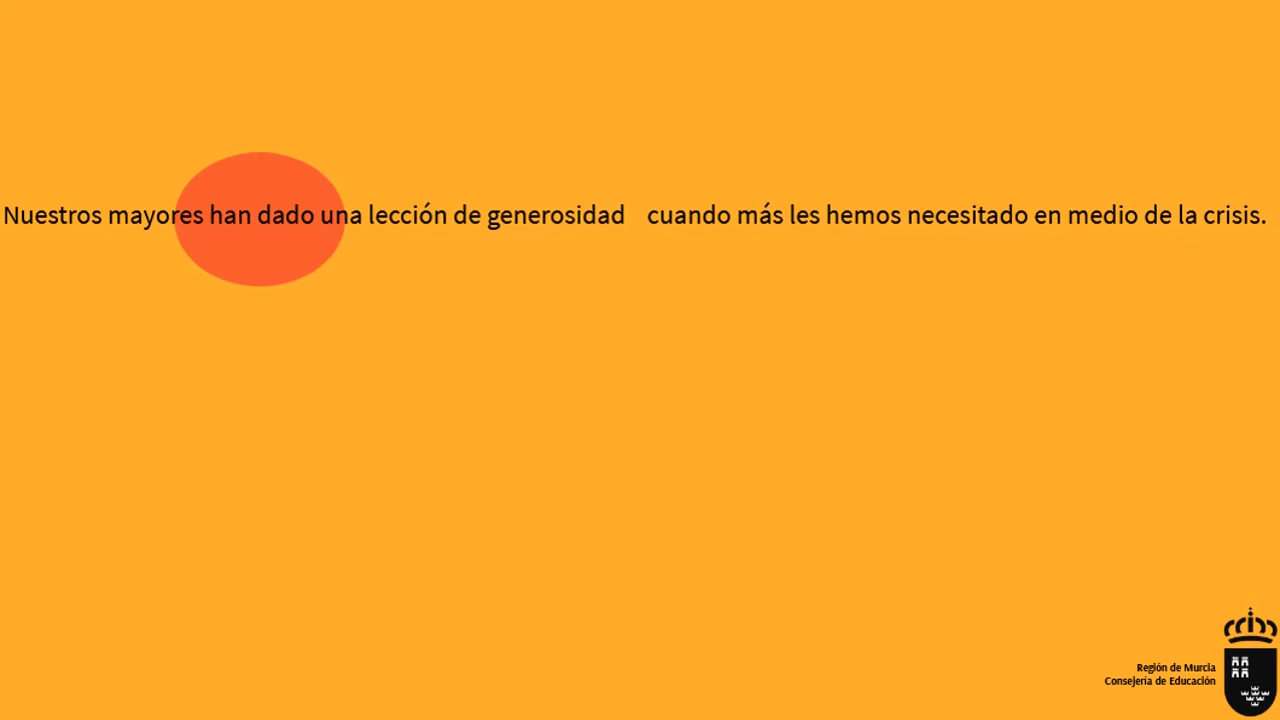 Nuestros mayores han dado una lección de generosidad cuando más les hemos necesitado en medio de la crisis.
Región de Murcia
Consejería de Educación